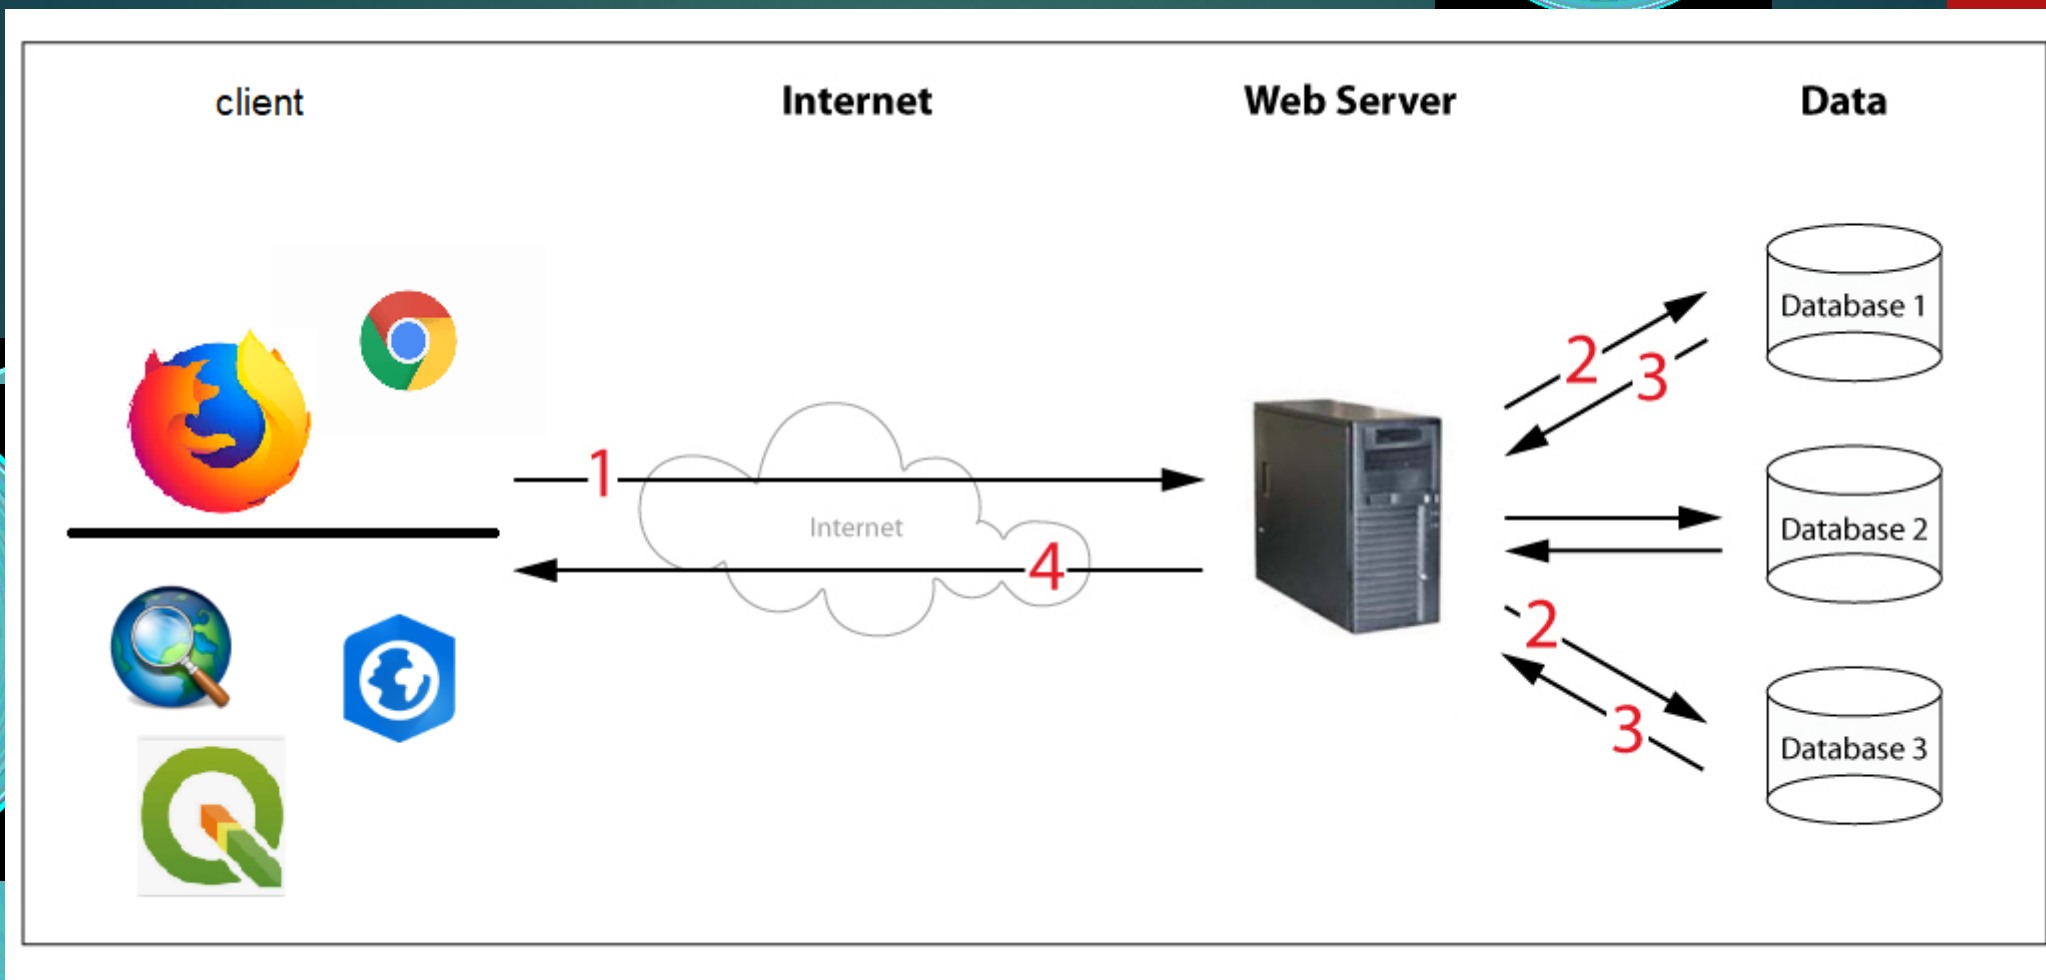 client
Internet
Web Server
Data
Database 1
2
3
1
Internet
4
Database 2
2
3
Database 3